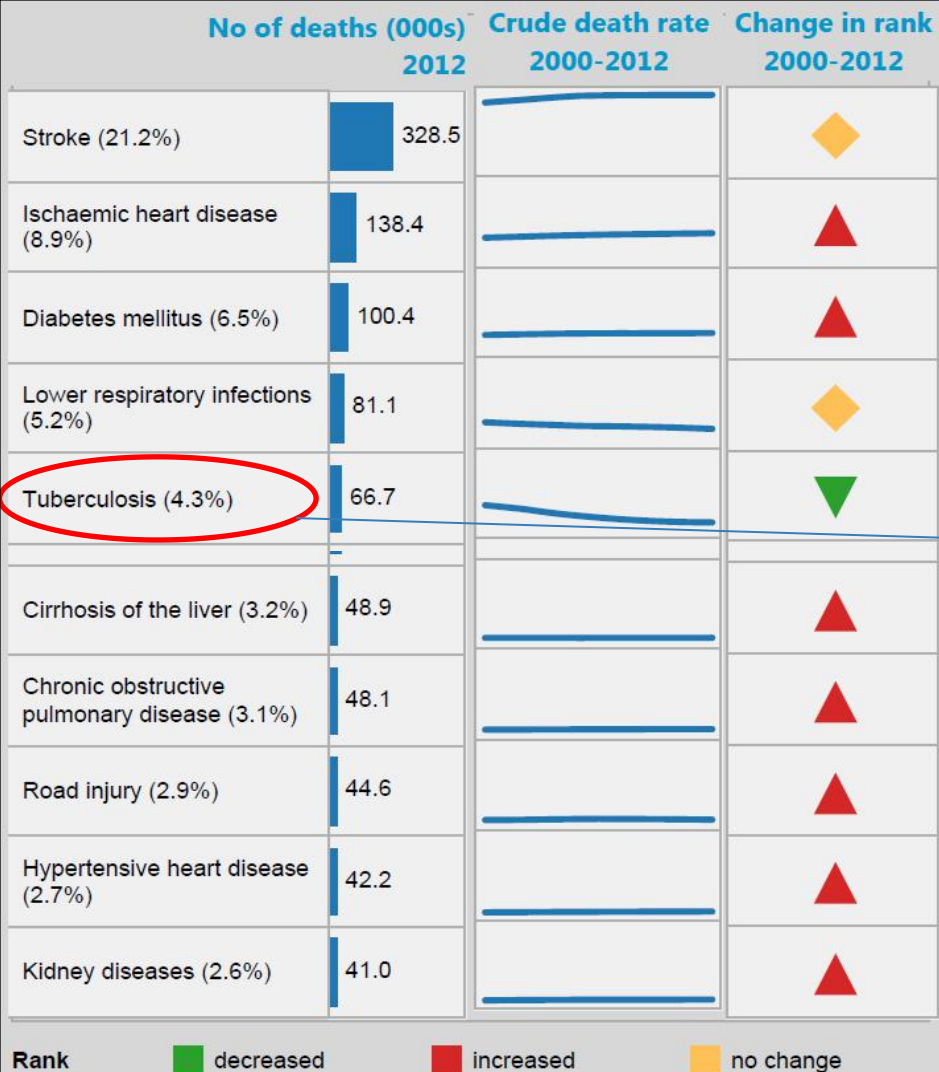 No of deaths (000s)
2012
Crude death rate
2000-2012
Change in rank
2000-2012
Stroke (21.2%)
328.5
Ischaemic heart disease
(8.9%)
138.4
Diabetes mellitus (6.5%)
100.4
Lower respiratory infections
(5.2%)
81.1
Tuberculosis (4.3%)
66.7
Cirrhosis of the liver (3.2%)
48.9
Chronic obstructive
pulmonary disease (3.1%)
48.1
Road injury (2.9%)
44.6
Hypertensive heart disease
(2.7%)
42.2
Kidney diseases (2.6%)
41.0
Rank
decreased
increased
no change